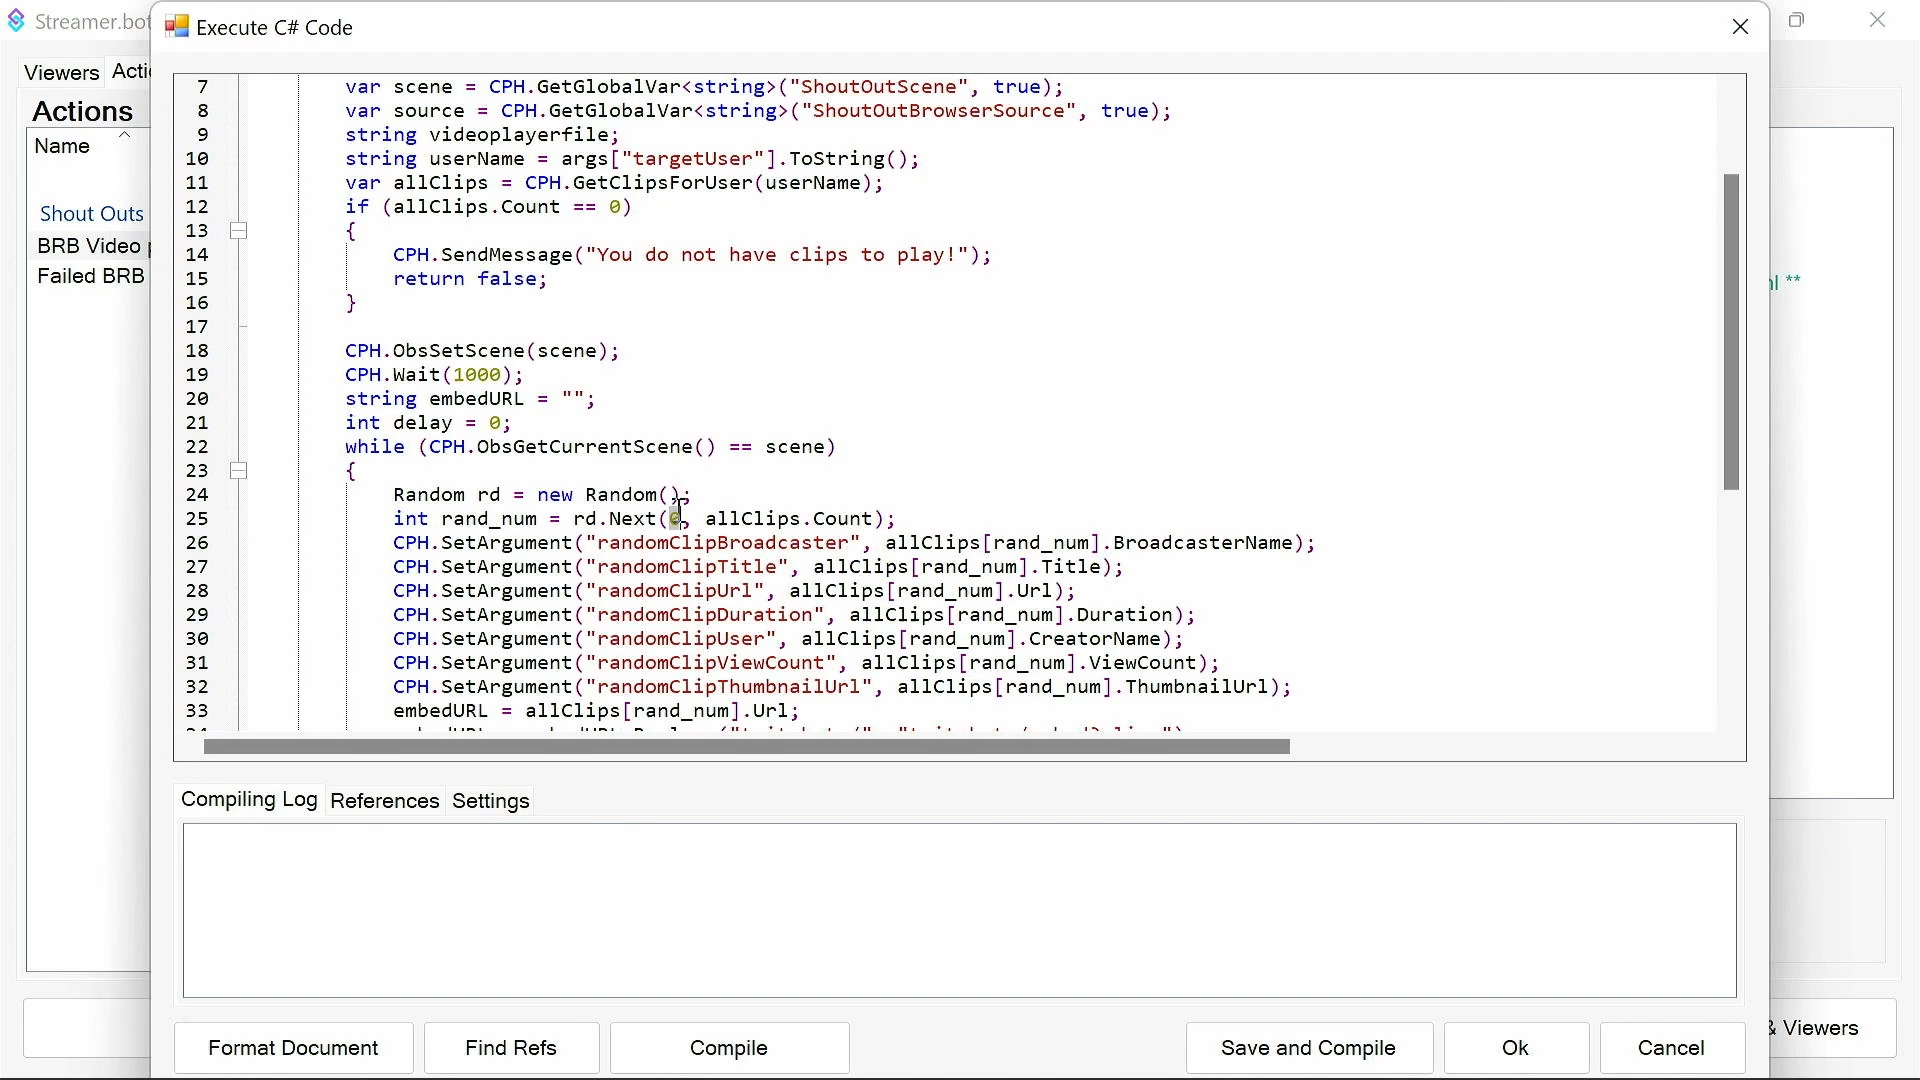 Streamer.bot
Execute C# Code
Viewers
Actions
Name
Shout Outs
BRB Video
Failed BRB
7 var scene = CPH.GetGlobalVar<string>("ShoutOutScene", true);
8 var source = CPH.GetGlobalVar<string>("ShoutOutBrowserSource", true);
9 string videoplayerfile;
10 string userName = args["targetUser"].ToString();
11 var allClips = CPH.GetClipsForUser(userName);
12 if (allClips.Count == 0)
13 {
14 CPH.SendMessage("You do not have clips to play!");
15 return false;
16 }
17
18 CPH.ObsSetScene(scene);
19 CPH.Wait(1000);
20 string embedURL = "";
21 int delay = 0;
22 while (CPH.ObsGetCurrentScene() == scene)
23 {
24 Random rd = new Random();
25 int rand_num = rd.Next(0, allClips.Count);
26 CPH.SetArgument("randomClipBroadcaster", allClips[rand_num].BroadcasterName);
27 CPH.SetArgument("randomClipTitle", allClips[rand_num].Title);
28 CPH.SetArgument("randomClipUrl", allClips[rand_num].Url);
29 CPH.SetArgument("randomClipDuration", allClips[rand_num].Duration);
30 CPH.SetArgument("randomClipUser", allClips[rand_num].CreatorName);
31 CPH.SetArgument("randomClipViewCount", allClips[rand_num].ViewCount);
32 CPH.SetArgument("randomClipThumbnailUrl", allClips[rand_num].ThumbnailUrl);
33 embedURL = allClips[rand_num].Url;
**
Compiling Log References Settings
Format Document Find Refs Compile Save and Compile Ok Cancel
& Viewers